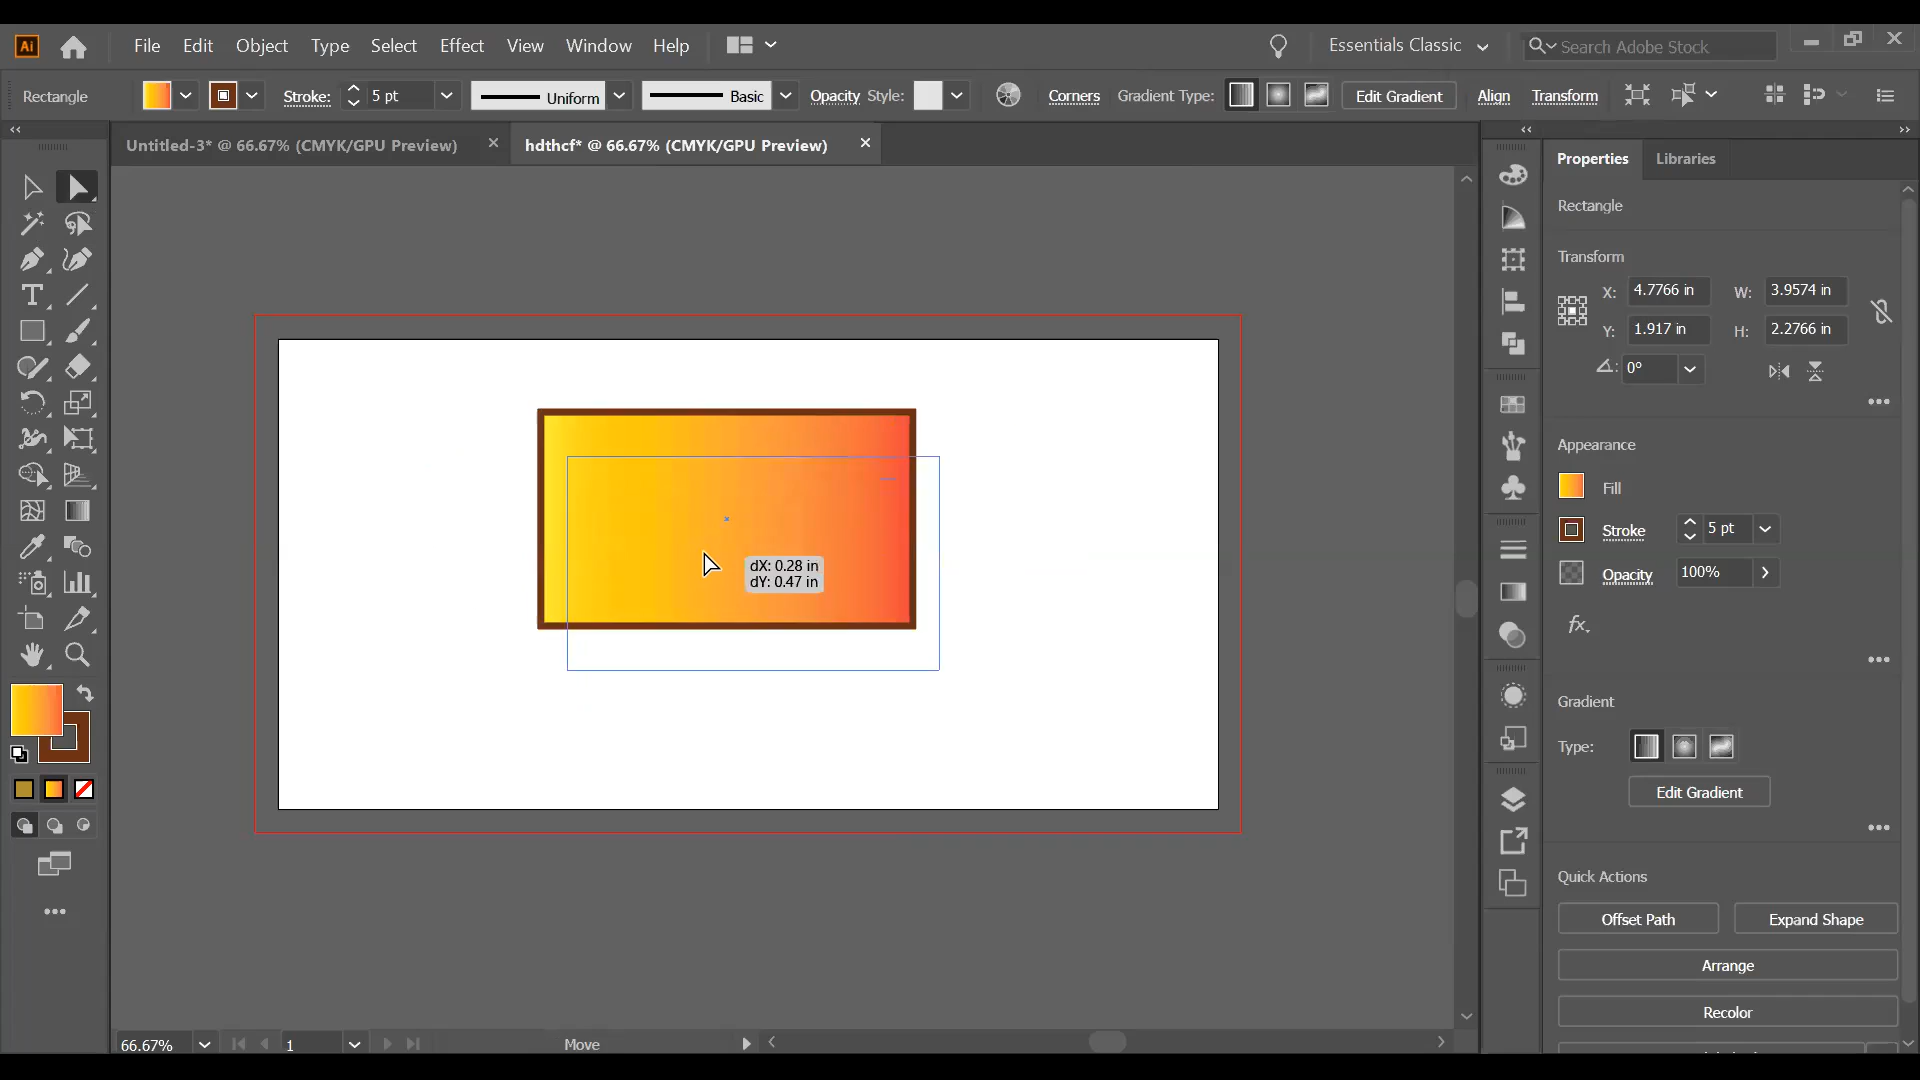 Ai File Edit Object Type Select Effect View Window Help Essentials Classic Search Adobe Stock
Rectangle Stroke: 5 pt Uniform Basic Opacity Style: Corners Gradient Type: Edit Gradient Align Transform
Untitled-3* @ 66.67% (CMYK/GPU Preview) hdthcf* @ 66.67% (CMYK/GPU Preview)
Properties Libraries
Rectangle
Transform
X: 4.7766 in W: 3.9574 in
Y: 1.917 in H: 2.2766 in
0°
Appearance
Fill
Stroke 5 pt
Opacity 100%
fx
Gradient
Type:
Edit Gradient
Quick Actions
Offset Path Expand Shape
Arrange
Recolor
dX: 0.28 in
dY: 0.47 in
66.67% 1 Move